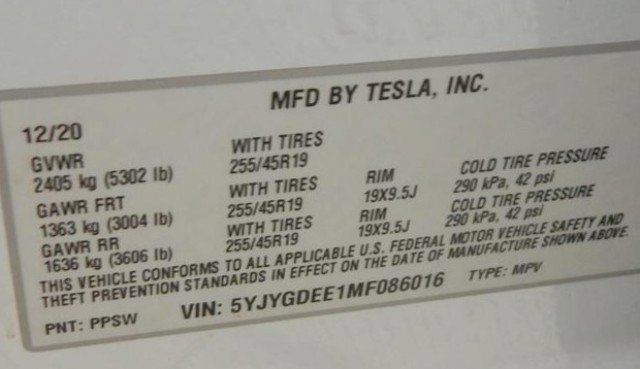 MFD BY TESLA, INC.
12/20
GVWR WITH TIRES
2405 kg (5302 lb) 255/45R19
GAWR FRT WITH TIRES RIM COLD TIRE PRESSURE
1363 kg (3004 lb) 255/45R19 19X9.5J 290 kPa, 42 psi
GAWR RR WITH TIRES RIM COLD TIRE PRESSURE
1636 kg (3606 lb) 255/45R19 19X9.5J 290 kPa, 42 psi
THIS VEHICLE CONFORMS TO ALL APPLICABLE U.S. FEDERAL MOTOR VEHICLE SAFETY AND
THEFT PREVENTION STANDARDS IN EFFECT ON THE DATE OF MANUFACTURE SHOWN ABOVE.
PNT: PPSW VIN: 5YJYGDEE1MF086016 TYPE: MPV